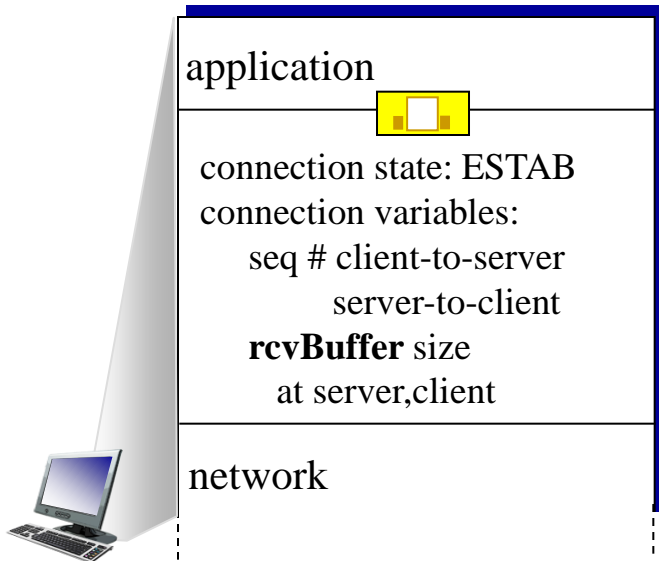 application
connection state: ESTAB
connection variables:
seq # client-to-server
server-to-client
rcvBuffer size
at server,client
network